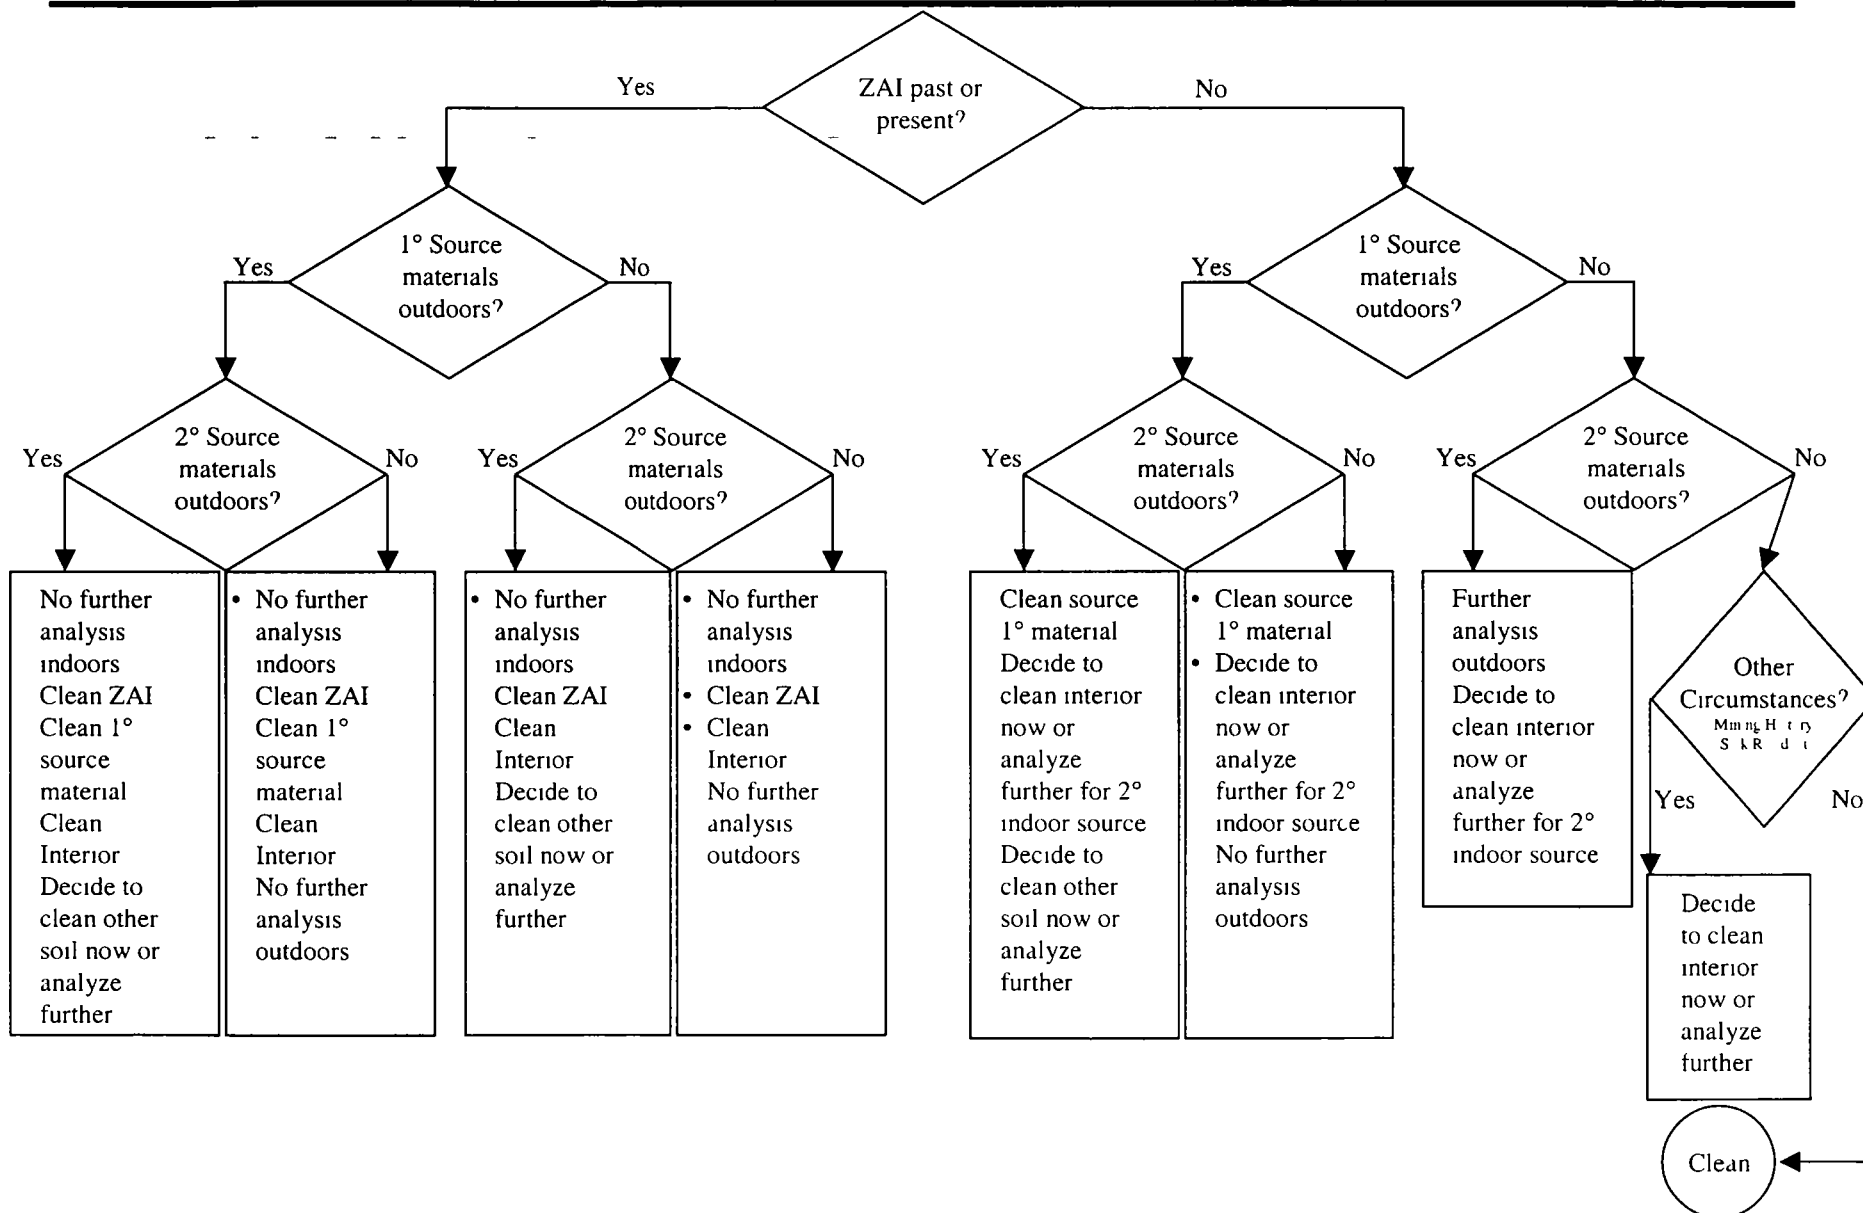 ZAI past or
present?
Yes
No
1° Source
materials
outdoors?
Yes
No
1° Source
materials
outdoors?
Yes
No
2° Source
materials
outdoors?
Yes
No
2° Source
materials
outdoors?
Yes
No
2° Source
materials
outdoors?
Yes
No
2° Source
materials
outdoors?
Yes
No
No further
analysis
indoors
Clean ZAI
Clean 1°
source
material
Clean
Interior
Decide to
clean other
soil now or
analyze
further
• No further
analysis
indoors
Clean ZAI
Clean 1°
source
material
Clean
Interior
No further
analysis
outdoors
• No further
analysis
indoors
Clean ZAI
Clean
Interior
Decide to
clean other
soil now or
analyze
further
• No further
analysis
indoors
• Clean ZAI
• Clean
Interior
No further
analysis
outdoors
Clean source
1° material
Decide to
clean interior
now or
analyze
further for 2°
indoor source
Decide to
clean other
soil now or
analyze
further
• Clean source
1° material
• Decide to
clean interior
now or
analyze
further for 2°
indoor source
No further
analysis
outdoors
Further
analysis
outdoors
Decide to
clean interior
now or
analyze
further for 2°
indoor source
Other
Circumstances?
Yes
No
Decide
to clean
interior
now or
analyze
further
Clean